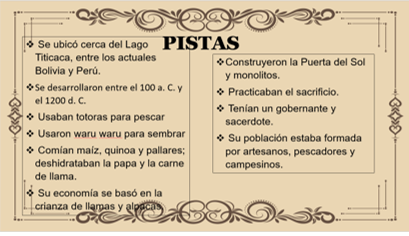 PISTAS
❖ Se ubicó cerca del Lago
Titicaca, entre los actuales
Bolivia y Perú.
❖Se desarrollaron entre el 100 a. C. y
el 1200 d. C.
❖ Usaban totoras para pescar
❖ Usaron waru waru para sembrar
❖ Comían maíz, quinoa y pallares;
deshidrataban la papa y la carne
de llama.
❖ Su economía se basó en la
crianza de llamas y alpacas.
❖Construyeron la Puerta del Sol
y monolitos.
❖ Practicaban el sacrificio.
❖ Tenían un gobernante y
sacerdote.
❖ Su población estaba formada
por artesanos, pescadores y
campesinos.